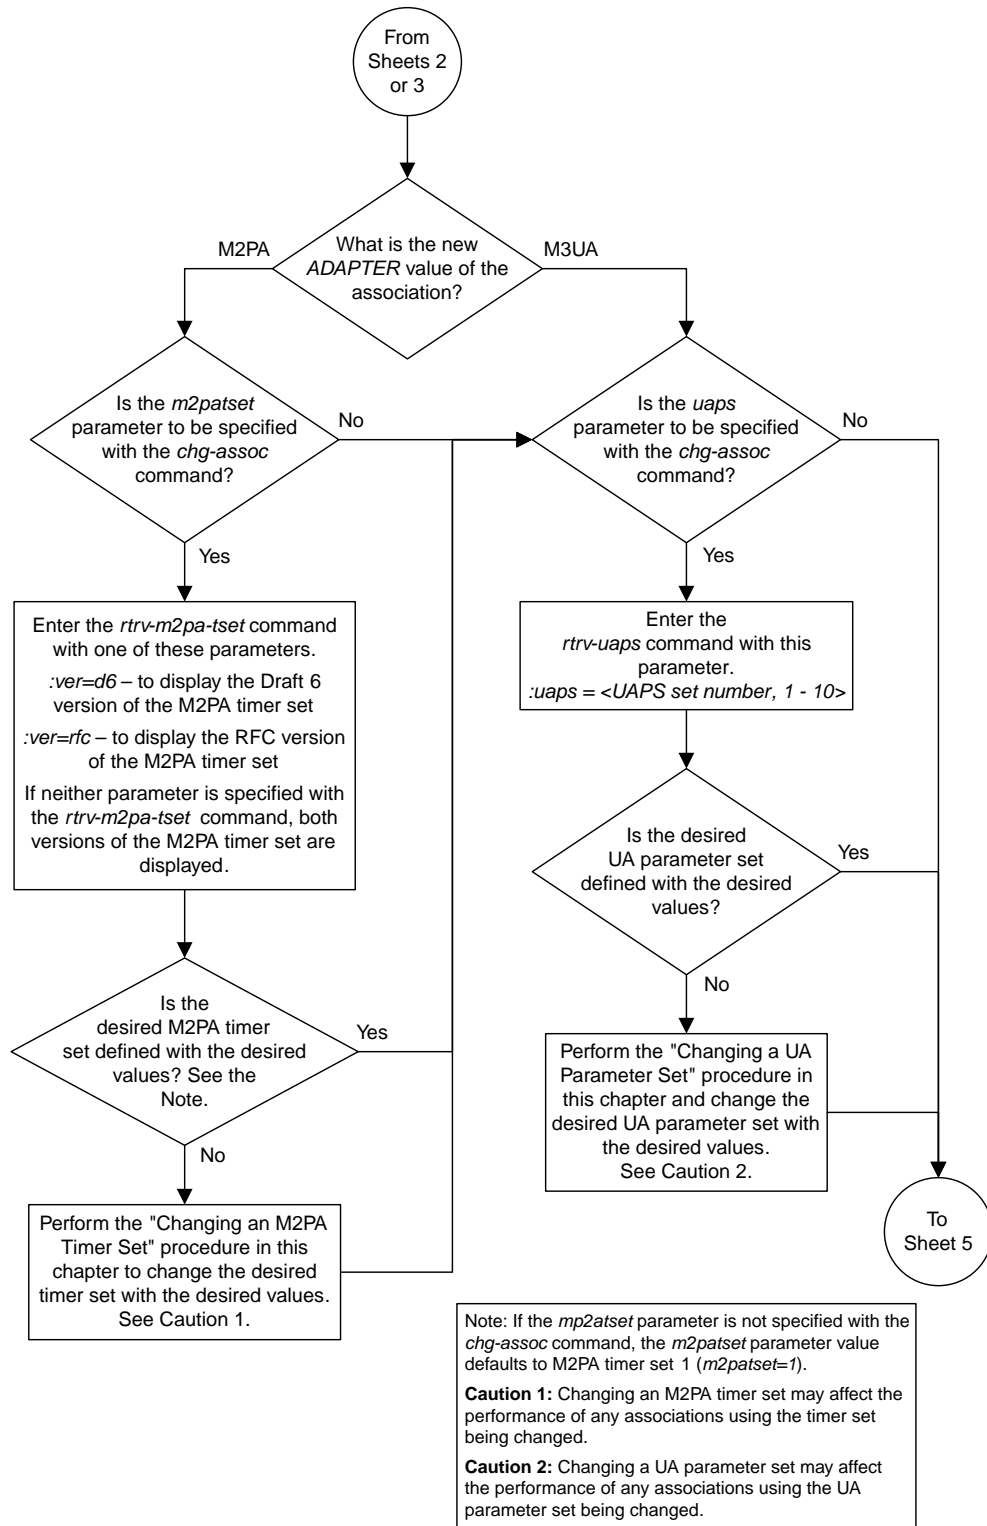 From
Sheets 2
or 3
What is the new
ADAPTER value of the
association?
M2PA
M3UA
Is the m2patset
parameter to be specified
with the chg-assoc
command?
No
Yes
Is the uaps
parameter to be specified
with the chg-assoc
command?
No
Yes
Enter the rtrv-m2pa-tset command
with one of these parameters.
:ver=d6 – to display the Draft 6
version of the M2PA timer set
:ver=rfc – to display the RFC version
of the M2PA timer set
If neither parameter is specified with
the rtrv-m2pa-tset command, both
versions of the M2PA timer set are
displayed.
Enter the
rtrv-uaps command with this
parameter.
:uaps = <UAPS set number, 1 - 10>
Is the desired
UA parameter set
defined with the desired
values?
Yes
No
Is the
desired M2PA timer
set defined with the desired
values? See the
Note.
Yes
No
Perform the "Changing a UA
Parameter Set" procedure in
this chapter and change the
desired UA parameter set with
the desired values.
See Caution 2.
Perform the "Changing an M2PA
Timer Set" procedure in this
chapter to change the desired
timer set with the desired values.
See Caution 1.
To
Sheet 5
Note: If the mp2atset parameter is not specified with the
chg-assoc command, the m2patset parameter value
defaults to M2PA timer set 1 (m2patset=1).
Caution 1: Changing an M2PA timer set may affect the
performance of any associations using the timer set
being changed.
Caution 2: Changing a UA parameter set may affect
the performance of any associations using the UA
parameter set being changed.